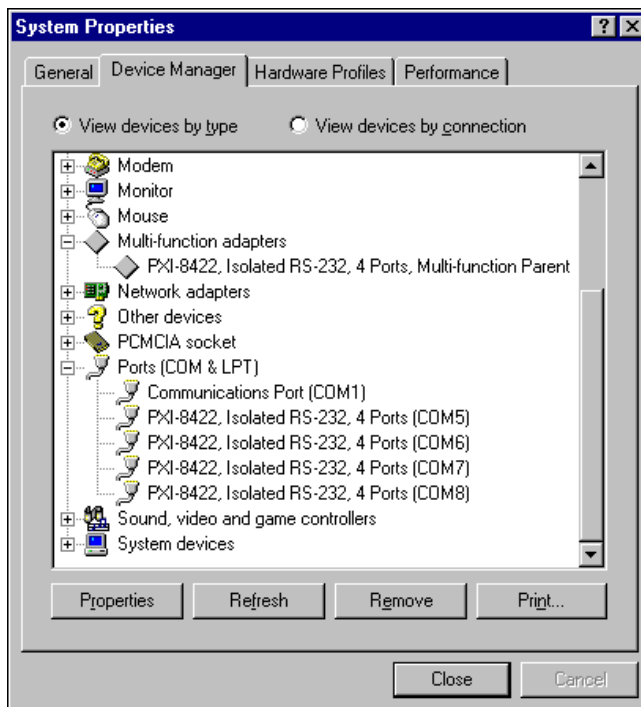 System Properties
General Device Manager Hardware Profiles Performance
View devices by type View devices by connection
Modem
Monitor
Mouse
Multi-function adapters
PXI-8422, Isolated RS-232, 4 Ports, Multi-function Parent
Network adapters
Other devices
PCMCIA socket
Ports (COM & LPT)
Communications Port (COM1)
PXI-8422, Isolated RS-232, 4 Ports (COM5)
PXI-8422, Isolated RS-232, 4 Ports (COM6)
PXI-8422, Isolated RS-232, 4 Ports (COM7)
PXI-8422, Isolated RS-232, 4 Ports (COM8)
Sound, video and game controllers
System devices
Properties Refresh Remove Print...
Close Cancel